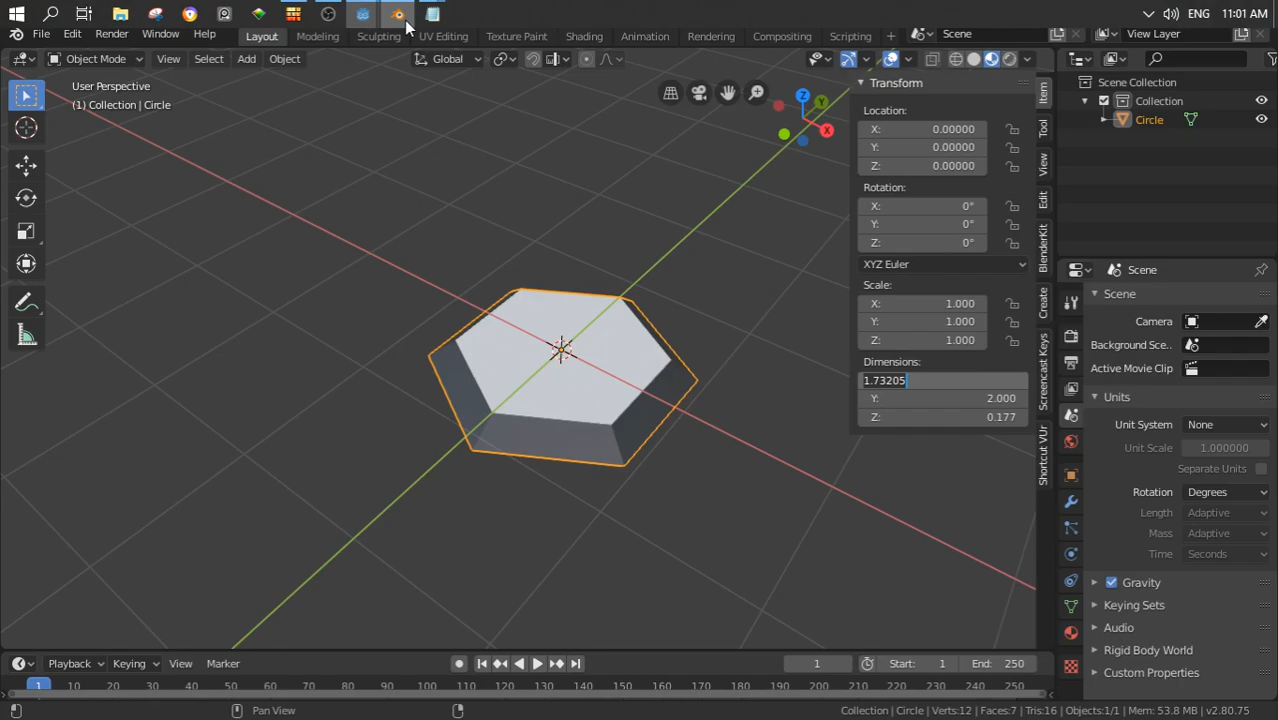 ENG 11:01 AM
File Edit Render Window Help Layout Modeling Sculpting UV Editing Texture Paint Shading Animation Rendering Compositing Scripting + Scene View Layer
Object Mode View Select Add Object Global
User Perspective
(1) Collection | Circle
Z
Y
X
Transform
Location:
X: 0.00000
Y: 0.00000
Z: 0.00000
Rotation:
X: 0°
Y: 0°
Z: 0°
XYZ Euler
Scale:
X: 1.000
Y: 1.000
Z: 1.000
Dimensions:
1.73205
Y: 2.000
Z: 0.177
Item
Tool
View
Edit
BlenderKit
Create
Screencast Keys
Shortcut VUr
Scene Collection
Collection
Circle
Scene
Scene
Camera
Background Sce..
Active Movie Clip
Units
Unit System None
Unit Scale 1.000000
Separate Units
Rotation Degrees
Length Adaptive
Mass Adaptive
Time Seconds
Gravity
Keying Sets
Audio
Rigid Body World
Custom Properties
Playback Keying View Marker 1 Start: 1 End: 250
1 10 20 30 40 50 60 70 80 90 100 110 120 130 140 150 160 170 180 190 200 210 220 230 240 250
Pan View Collection | Circle | Verts:12 | Faces:7 | Tris:16 | Objects:1/1 | Mem: 53.8 MB | v2.80.75